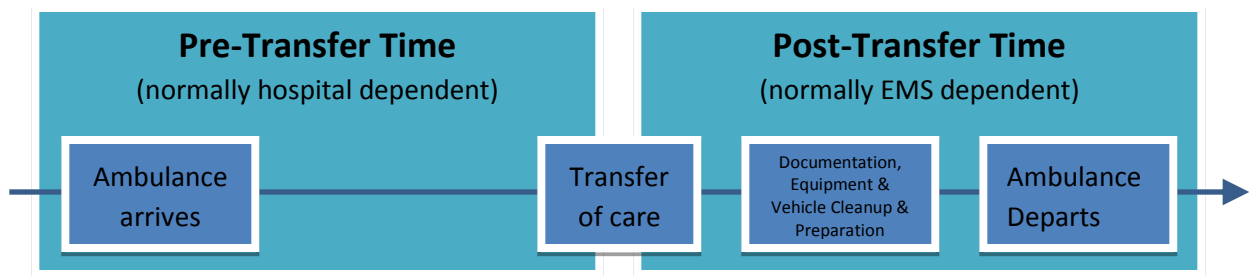 Pre-Transfer Time
(normally hospital dependent)
Post-Transfer Time
(normally EMS dependent)
Ambulance
arrives
Transfer
of care
Documentation,
Equipment &
Vehicle Cleanup &
Preparation
Ambulance
Departs